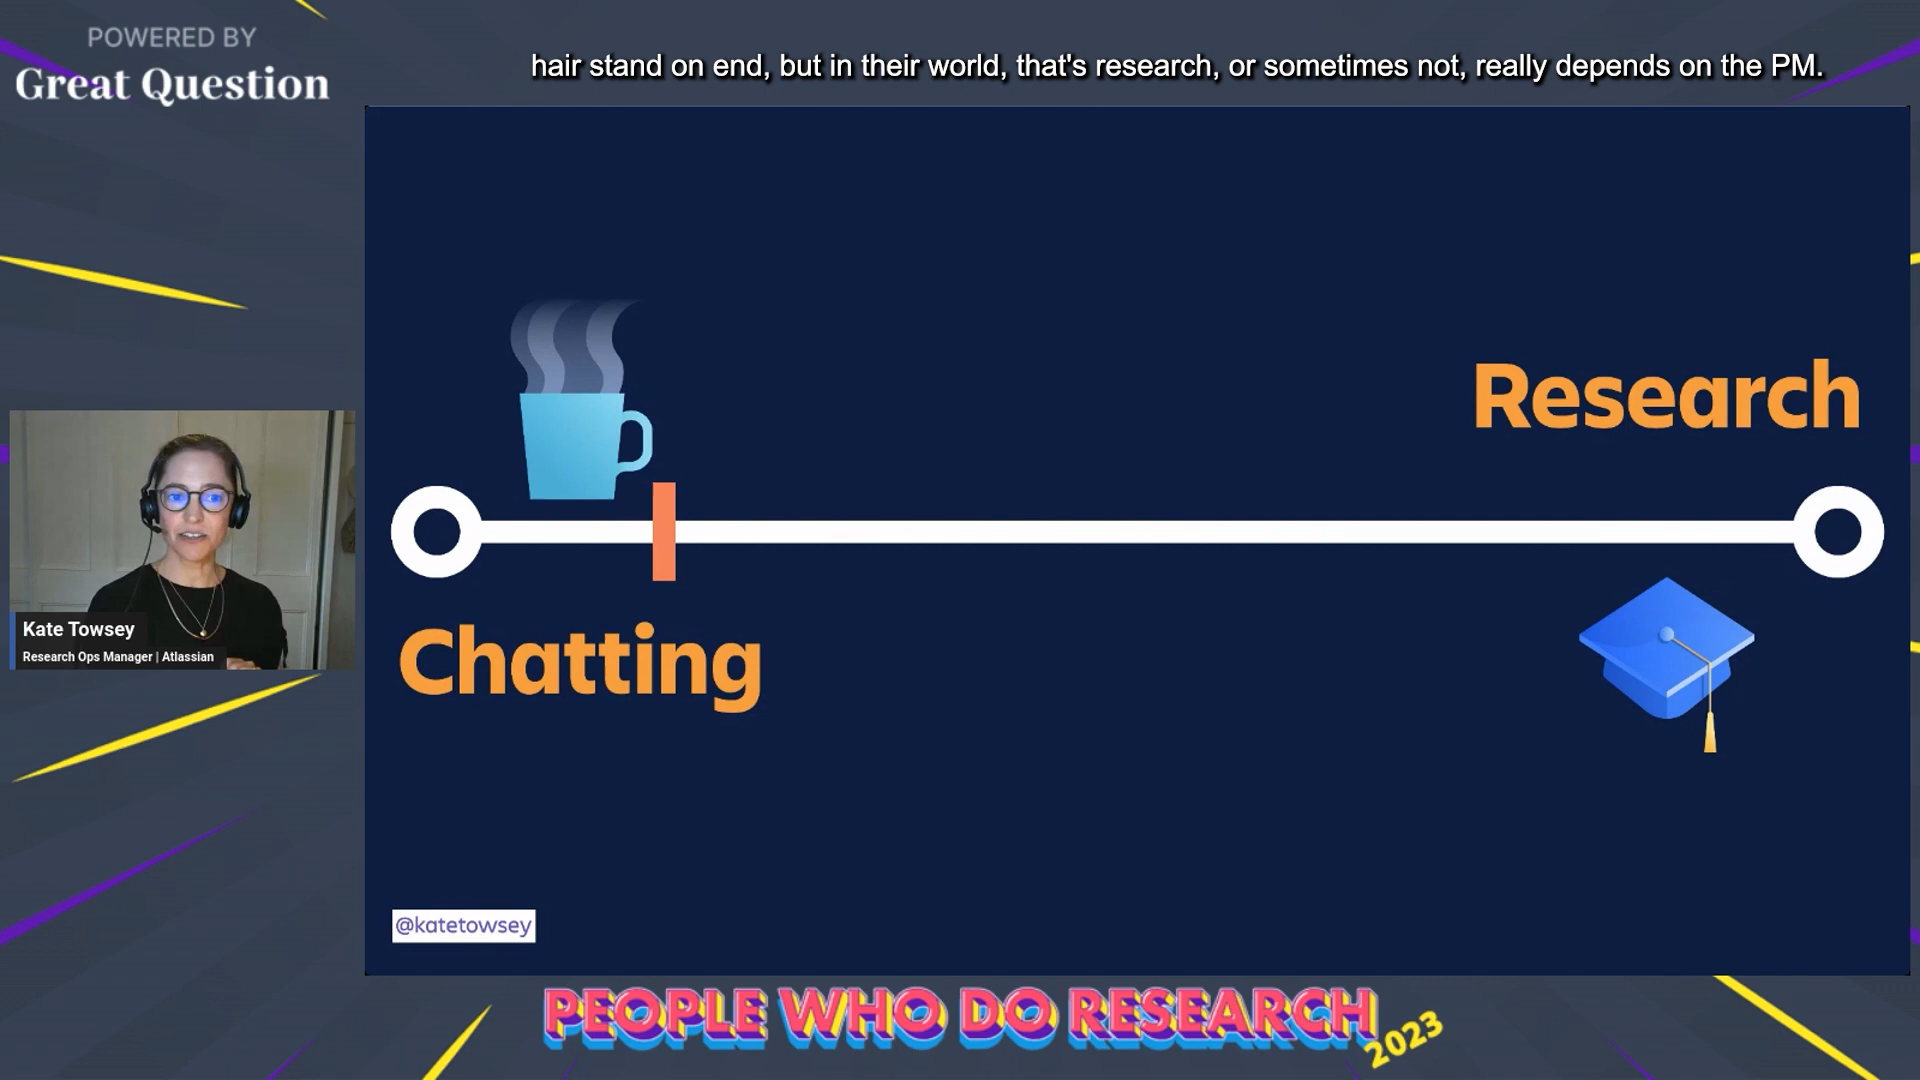 POWERED BY
Great Question
hair stand on end, but in their world, that's research, or sometimes not, really depends on the PM.
Research
Chatting
Kate Towsey
Research Ops Manager | Atlassian
@katetowsey
PEOPLE WHO DO RESEARCH
2023